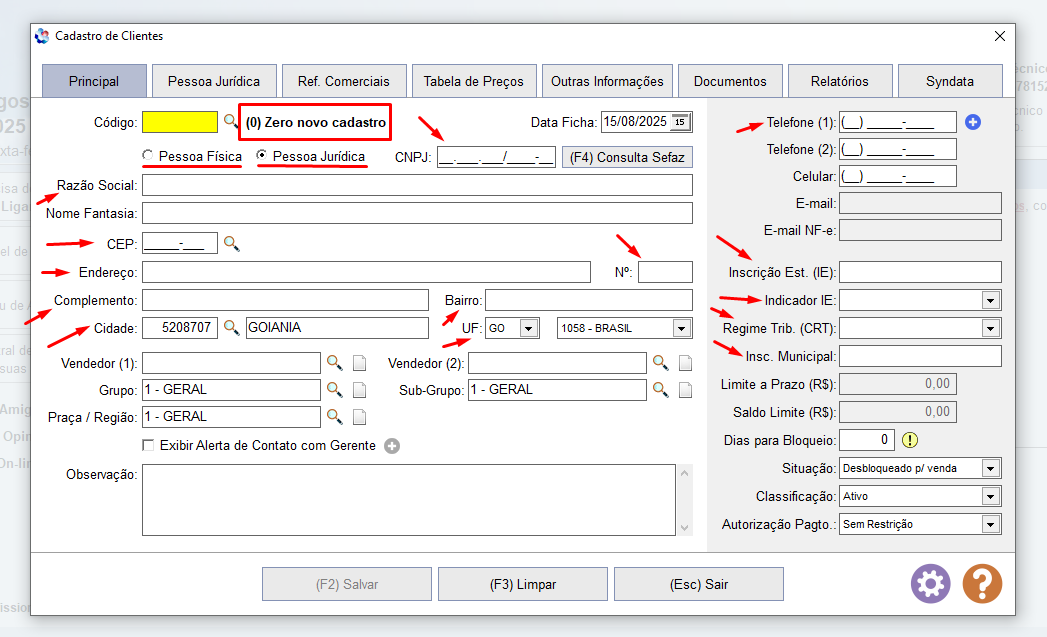 Cadastro de Clientes
Principal Pessoa Jurídica Ref. Comerciais Tabela de Preços Outras Informações Documentos Relatórios Syndata
Código: (0) Zero novo cadastro Data Ficha: 15/08/2025 15
Pessoa Física Pessoa Jurídica CNPJ: __.___.___/____-__ (F4) Consulta Sefaz
Razão Social:
Nome Fantasia:
CEP: _____-___
Endereço: Nº:
Complemento: Bairro:
Cidade: 5208707 GOIANIA UF: GO 1058 - BRASIL
Vendedor (1): Vendedor (2):
Grupo: 1 - GERAL Sub-Grupo: 1 - GERAL
Praça / Região: 1 - GERAL
Exibir Alerta de Contato com Gerente
Observação:
Telefone (1): (__) _____-____
Telefone (2): (__) _____-____
Celular: (__) _____-____
E-mail:
E-mail NF-e:
Inscrição Est. (IE):
Indicador IE:
Regime Trib. (CRT):
Insc. Municipal:
Limite a Prazo (R$): 0,00
Saldo Limite (R$): 0,00
Dias para Bloqueio: 0
Situação: Desbloqueado p/ venda
Classificação: Ativo
Autorização Pagto.: Sem Restrição
(F2) Salvar (F3) Limpar (Esc) Sair